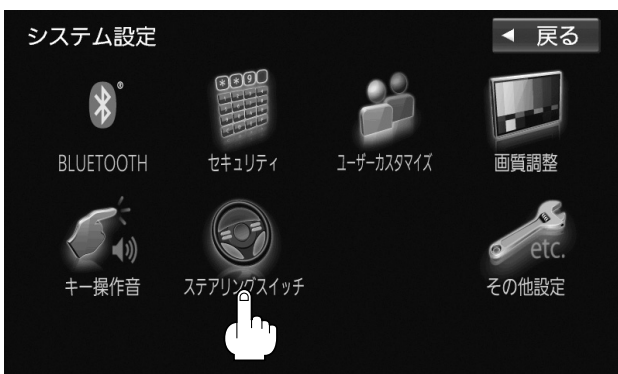 システム設定
戻る
BLUETOOTH
セキュリティ
ユーザーカスタマイズ
画質調整
キー操作音
ステアリングスイッチ
etc.
その他設定